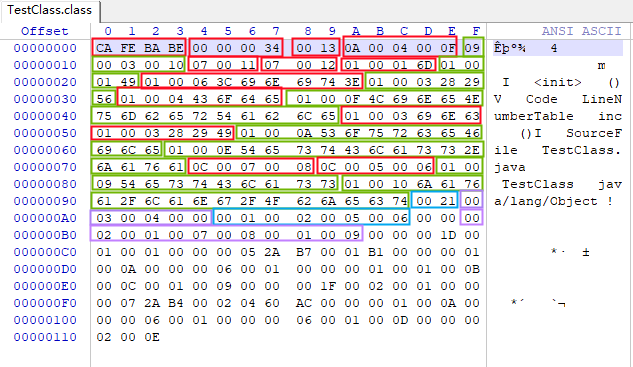 TestClass.class
Offset 0 1 2 3 4 5 6 7 8 9 A B C D E F ANSI ASCII
00000000 CA FE BA BE 00 00 00 34 00 13 0A 00 04 00 0F 09 Êþº¾ 4
00000010 00 03 00 10 07 00 11 07 00 12 01 00 01 6D 01 00 m
00000020 01 49 01 00 06 3C 69 6E 69 74 3E 01 00 03 28 29 I <init> ()
00000030 56 01 00 04 43 6F 64 65 01 00 0F 4C 69 6E 65 4E V Code LineN
00000040 75 6D 62 65 72 54 61 62 6C 65 01 00 03 69 6E 63 umberTable inc
00000050 01 00 03 28 29 49 01 00 0A 53 6F 75 72 63 65 46 ()I SourceF
00000060 69 6C 65 01 00 0E 54 65 73 74 43 6C 61 73 73 2E ile TestClass.
00000070 6A 61 76 61 0C 00 07 00 08 0C 00 05 00 06 01 00 java
00000080 09 54 65 73 74 43 6C 61 73 73 01 00 10 6A 61 76 TestClass jav
00000090 61 2F 6C 61 6E 67 2F 4F 62 6A 65 63 74 00 21 00 a/lang/Object !
000000A0 03 00 04 00 00 00 01 00 02 00 05 00 06 00 00 00
000000B0 02 00 01 00 07 00 08 00 01 00 09 00 00 00 1D 00
000000C0 01 00 01 00 00 00 05 2A B7 00 01 B1 00 00 00 01 *· ±
000000D0 00 0A 00 00 00 06 00 01 00 00 00 01 00 01 00 0B
000000E0 00 0C 00 01 00 09 00 00 00 1F 00 02 00 01 00 00
000000F0 00 07 2A B4 00 02 04 60 AC 00 00 00 01 00 0A 00 *´ `¬
00000100 00 00 06 00 01 00 00 00 06 00 01 00 0D 00 00 00
00000110 02 00 0E